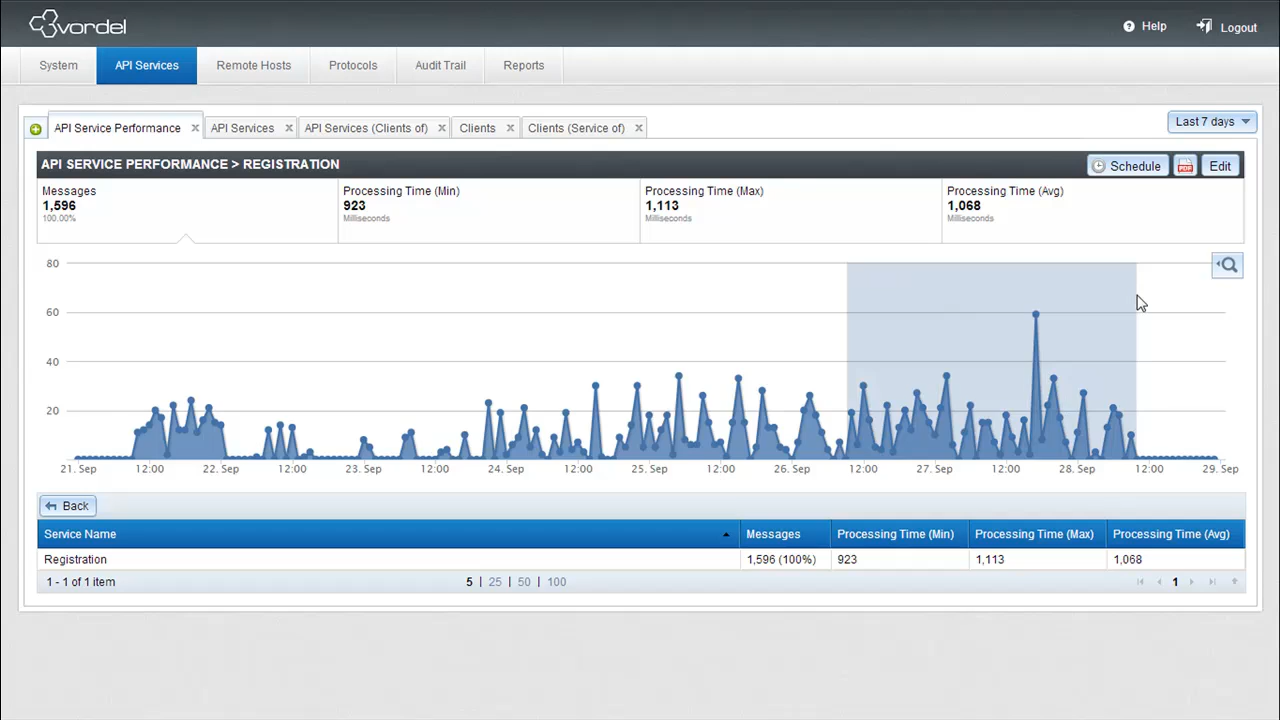 vordel
Help
Logout
System
API Services
Remote Hosts
Protocols
Audit Trail
Reports
API Service Performance
API Services
API Services (Clients of)
Clients
Clients (Service of)
Last 7 days
API SERVICE PERFORMANCE > REGISTRATION
Schedule
PDF
Edit
Messages
1,596
100.00%
Processing Time (Min)
923
Milliseconds
Processing Time (Max)
1,113
Milliseconds
Processing Time (Avg)
1,068
Milliseconds
80
60
40
20
21. Sep 12:00 22. Sep 12:00 23. Sep 12:00 24. Sep 12:00 25. Sep 12:00 26. Sep 12:00 27. Sep 12:00 28. Sep 12:00 29. Sep
Back
Service Name Messages Processing Time (Min) Processing Time (Max) Processing Time (Avg)
Registration 1,596 (100%) 923 1,113 1,068
1 - 1 of 1 item 5 | 25 | 50 | 100 1